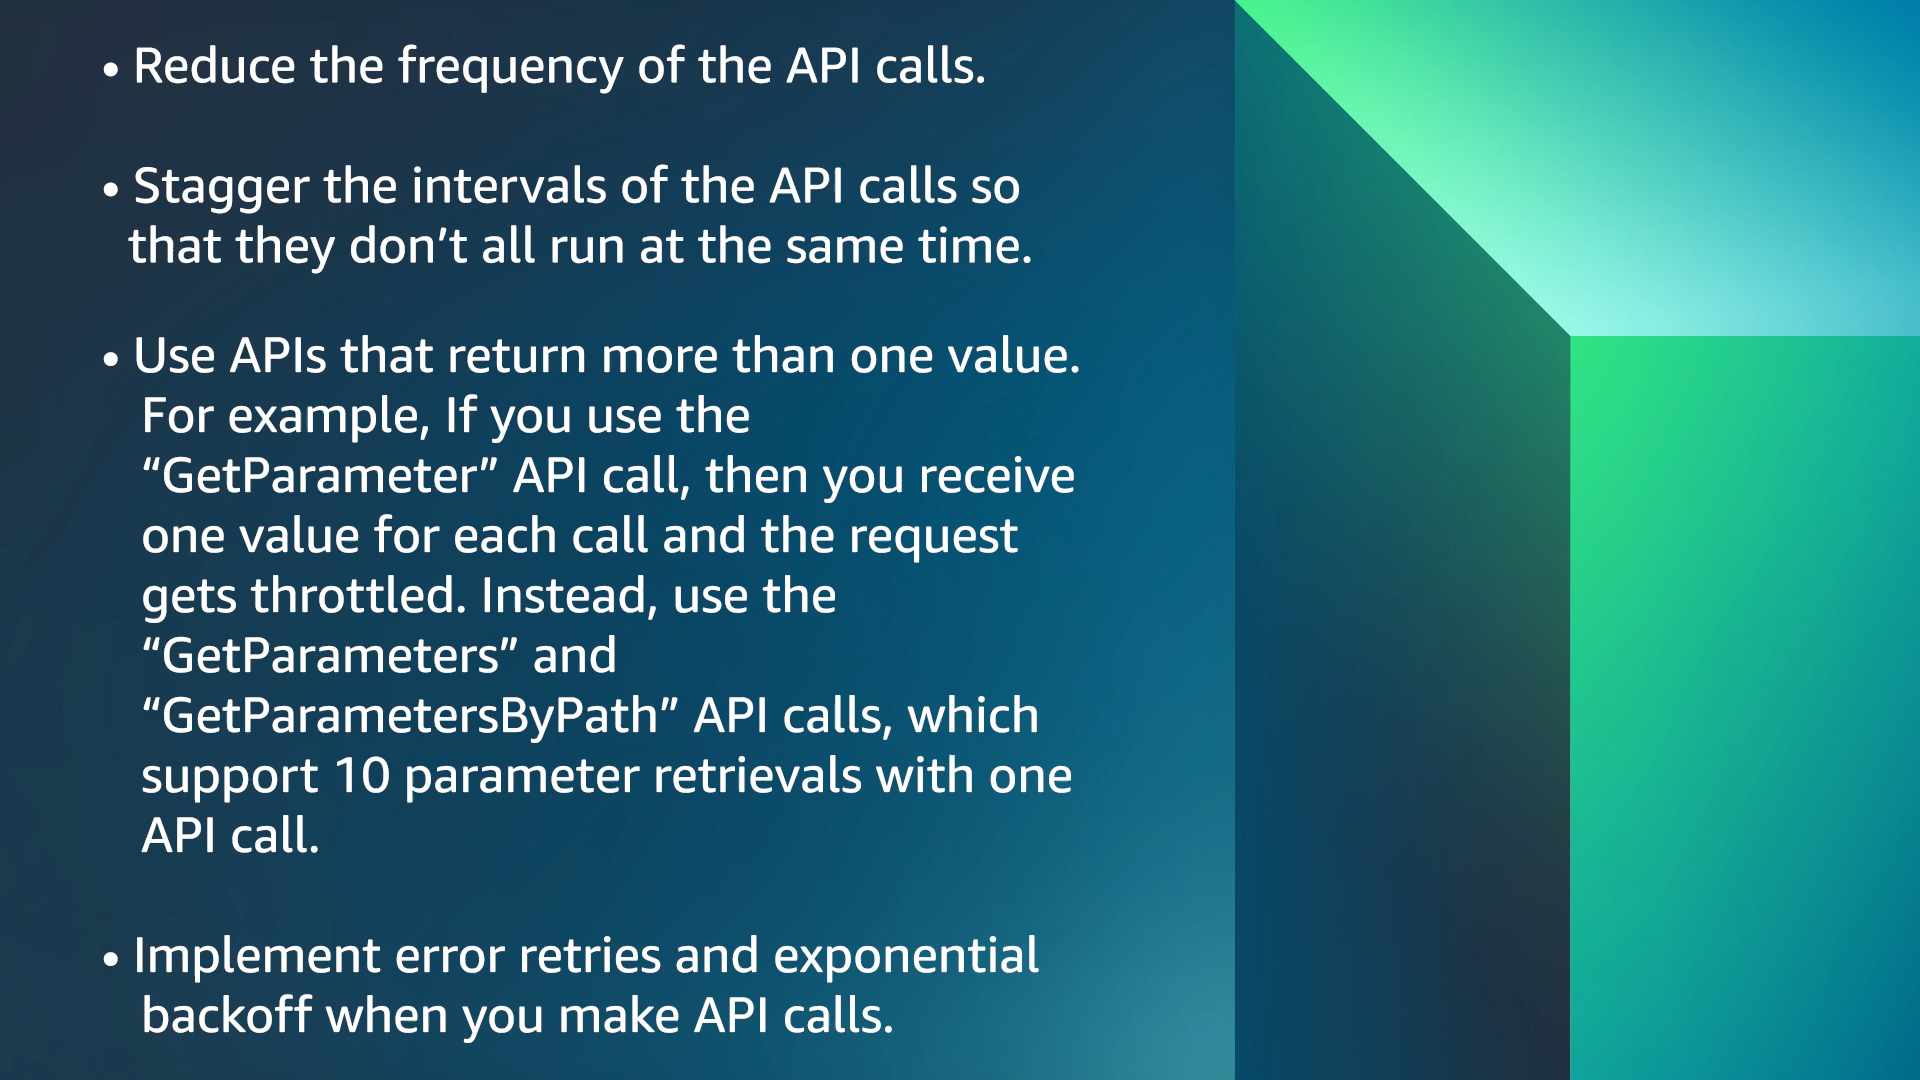 • Reduce the frequency of the API calls.
• Stagger the intervals of the API calls so
that they don’t all run at the same time.
• Use APIs that return more than one value.
For example, If you use the
“GetParameter” API call, then you receive
one value for each call and the request
gets throttled. Instead, use the
“GetParameters” and
“GetParametersByPath” API calls, which
support 10 parameter retrievals with one
API call.
• Implement error retries and exponential
backoff when you make API calls.